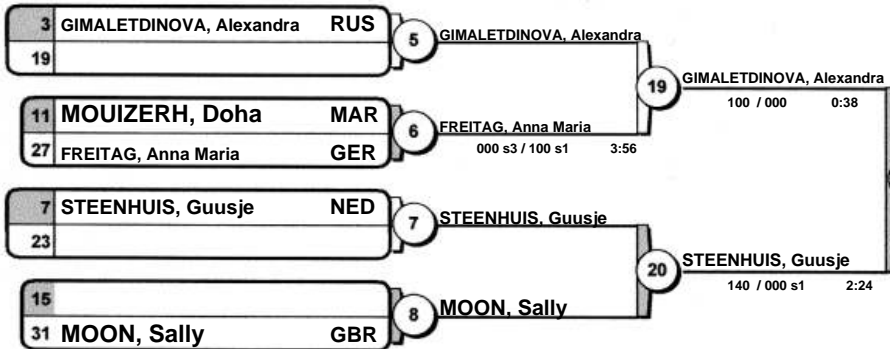 3 GIMALETDINOVA, Alexandra RUS
19
5
GIMALETDINOVA, Alexandra
11 MOUIZERH, Doha MAR
27 FREITAG, Anna Maria GER
6
FREITAG, Anna Maria
000 s3 / 100 s1 3:56
19
GIMALETDINOVA, Alexandra
100 / 000 0:38
7 STEENHUIS, Guusje NED
23
7
STEENHUIS, Guusje
15
31 MOON, Sally GBR
8
MOON, Sally
20
STEENHUIS, Guusje
140 / 000 s1 2:24